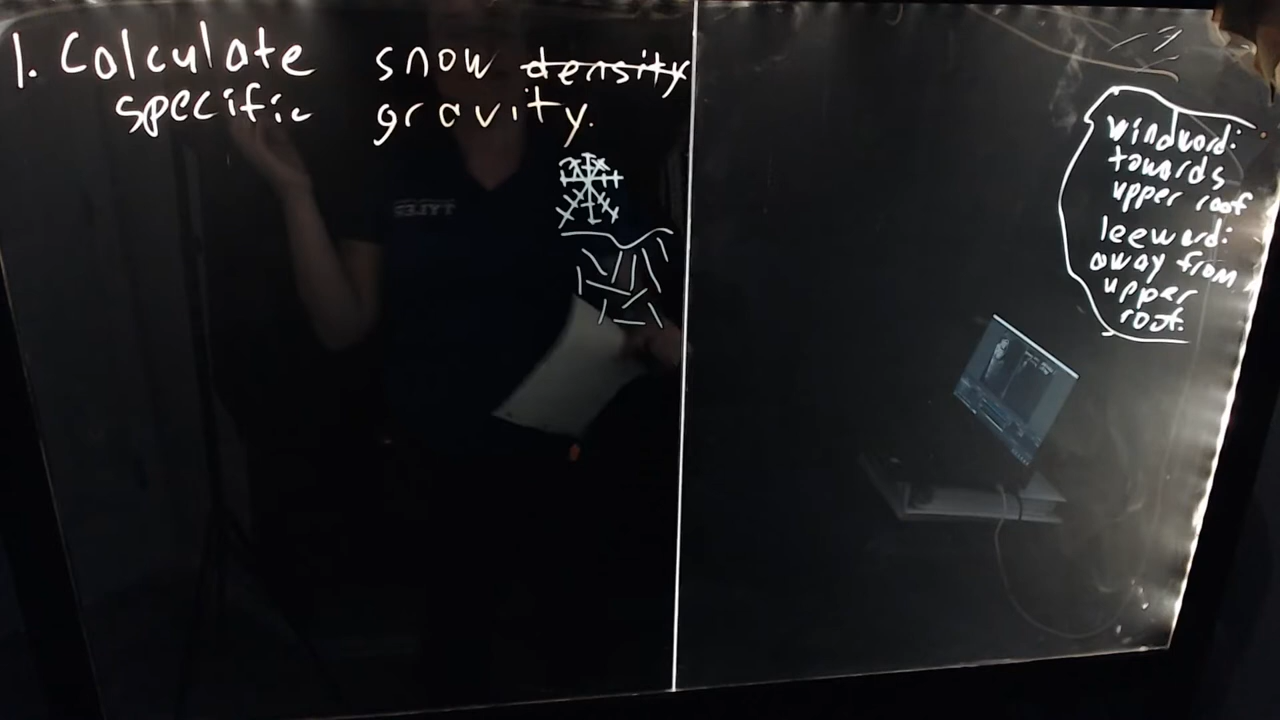 1. Calculate snow density
specific gravity.
windward:
towards
upper roof
leeward:
away from
upper
roof.